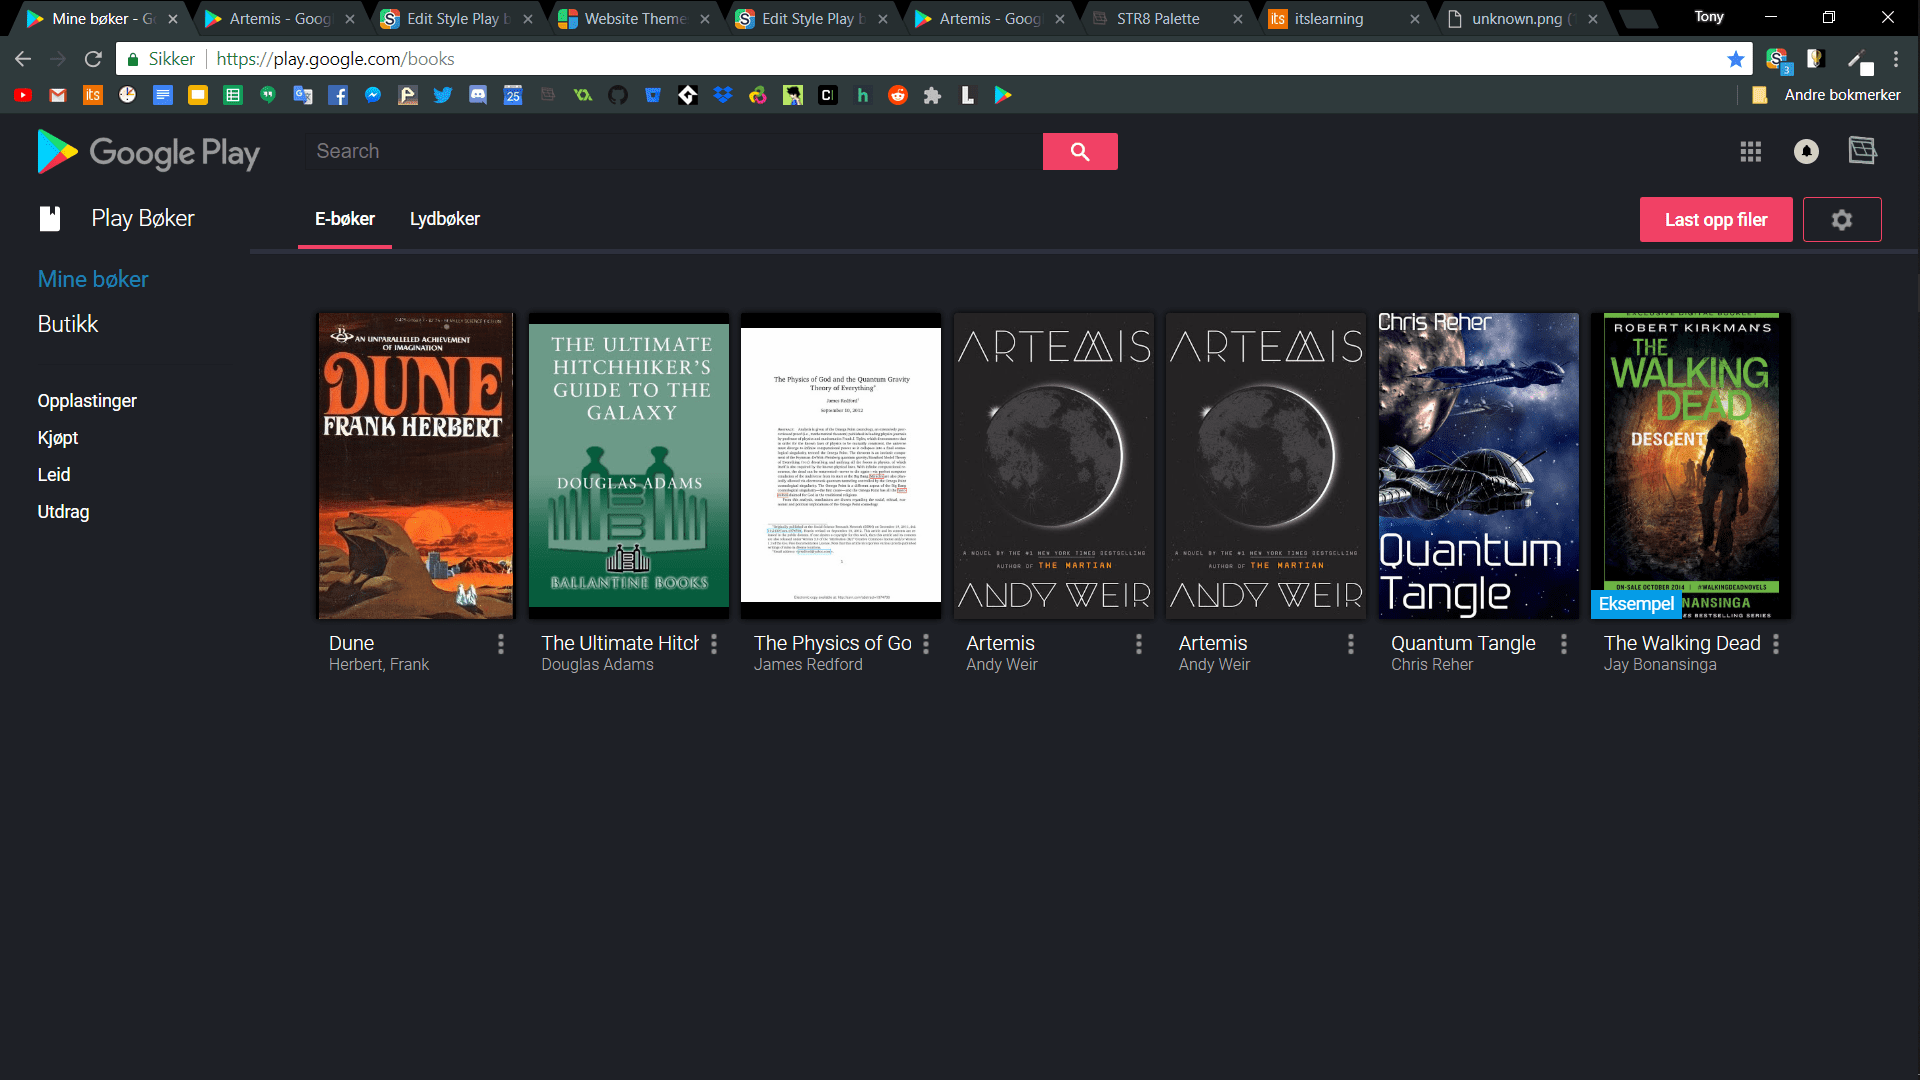 Mine bøker - G
Artemis - Goog
Edit Style Play b
Website Theme
Edit Style Play b
Artemis - Goog
STR8 Palette
itslearning
unknown.png (
Tony
Sikker
https://play.google.com/books
3
its
25
Andre bokmerker
Google Play
Search
Play Bøker
E-bøker
Lydbøker
Last opp filer
Mine bøker
Butikk
Opplastinger
Kjøpt
Leid
Utdrag
AN UNPARALLELED ACHIEVEMENT
OF IMAGINATION
DUNE
FRANK HERBERT
Dune
Herbert, Frank
THE ULTIMATE
HITCHHIKER'S
GUIDE TO THE
GALAXY
DOUGLAS ADAMS
BALLANTINE BOOKS
The Ultimate Hitch
Douglas Adams
The Physics of God and the Quantum Gravity
Theory of Everything*
James Redford†
September 10, 2012
The Physics of Go
James Redford
ARTEMIS
A NOVEL BY THE #1 NEW YORK TIMES BESTSELLING
AUTHOR OF THE MARTIAN
ANDY WEIR
Artemis
Andy Weir
ARTEMIS
A NOVEL BY THE #1 NEW YORK TIMES BESTSELLING
AUTHOR OF THE MARTIAN
ANDY WEIR
Artemis
Andy Weir
Chris Reher
Quantum
Tangle
Quantum Tangle
Chris Reher
EXCLUSIVE DIGITAL BOOKLET
ROBERT KIRKMAN'S
THE
WALKING
DEAD
DESCENT
ON-SALE OCTOBER 2014 | #WALKINGDEADNOVELS
Eksempel
NANSINGA
BESTSELLING SERIES
The Walking Dead
Jay Bonansinga